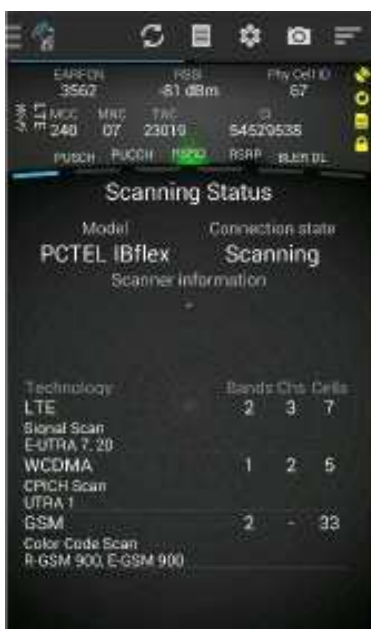 EARFCN RSSI Phy Cell ID
3562 -81 dBm 67
LTE
MCC MNC TAC CI
240 07 23019 54529538
PUSCH PUCCH RSRQ RSRP BLER DL
Scanning Status
Model Connection state
PCTEL IBflex Scanning
Scanner information
-
Technology Bands Chs Cells
LTE 2 3 7
Signal Scan
E-UTRA 7, 20
WCDMA 1 2 5
CPICH Scan
UTRA 1
GSM 2 - 33
Color Code Scan
R-GSM 900, E-GSM 900